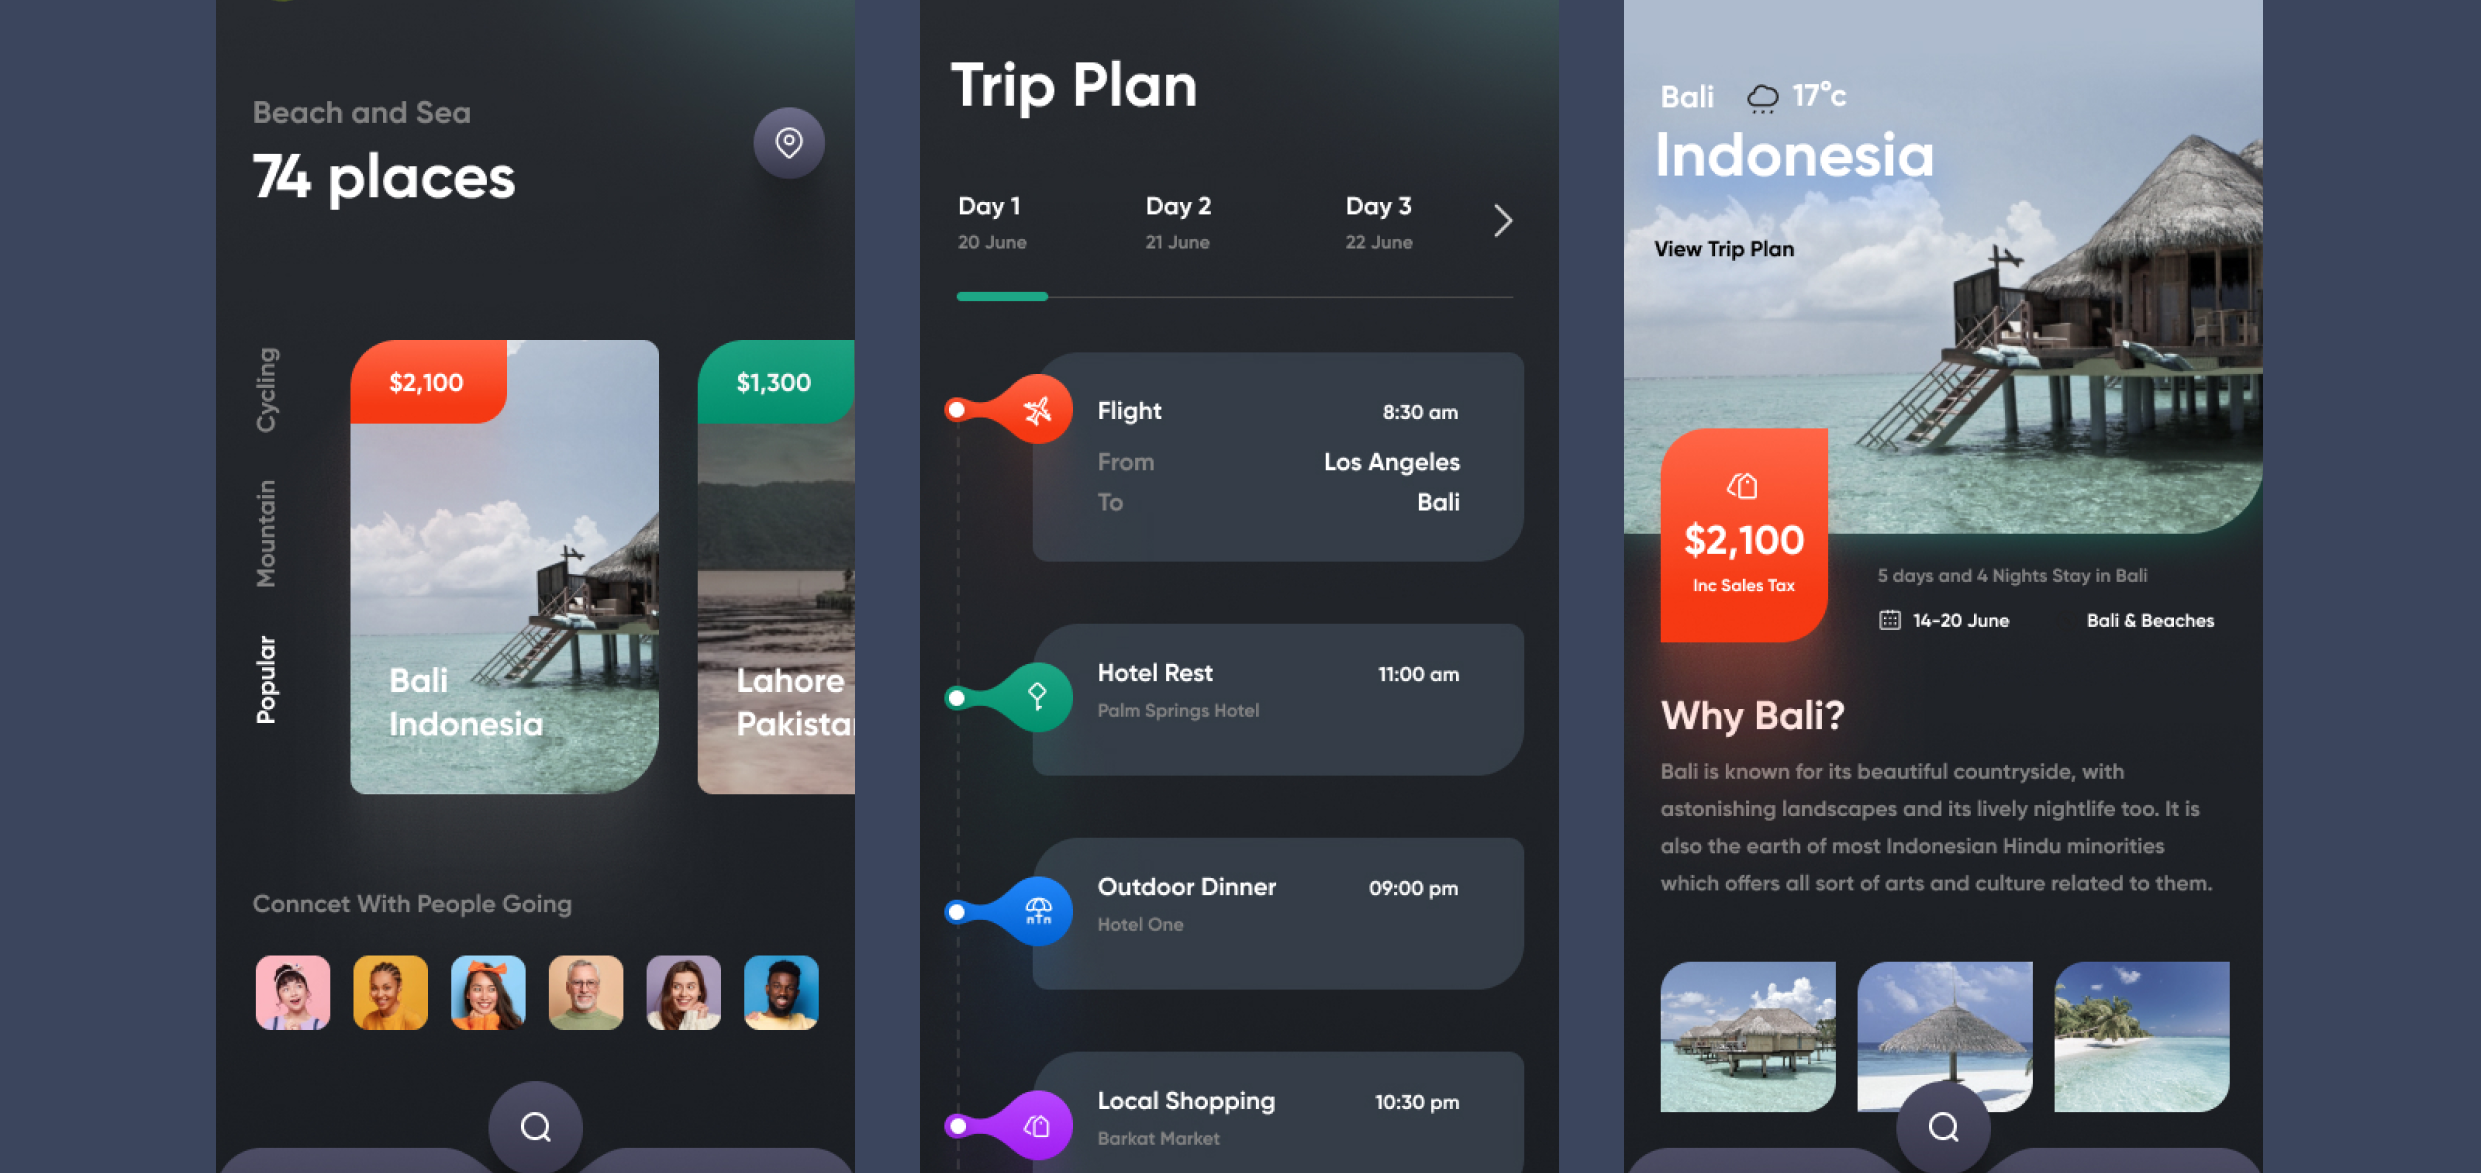 Beach and Sea
74 places
Cycling
Mountain
Popular
$2,100
Bali
Indonesia
$1,300
Lahore
Conncet With People Going
Trip Plan
Day 1
20 June
Day 2
21 June
Day 3
22 June
Flight
8:30 am
From
Los Angeles
To
Bali
Hotel Rest
11:00 am
Palm Springs Hotel
Outdoor Dinner
09:00 pm
Hotel One
Local Shopping
10:30 pm
Barkat Market
Bali
17°c
Indonesia
View Trip Plan
$2,100
Inc Sales Tax
5 days and 4 Nights Stay in Bali
14-20 June
Bali & Beaches
Why Bali?
Bali is known for its beautiful countryside, with
astonishing landscapes and its lively nightlife too. It is
also the earth of most Indonesian Hindu minorities
which offers all sort of arts and culture related to them.